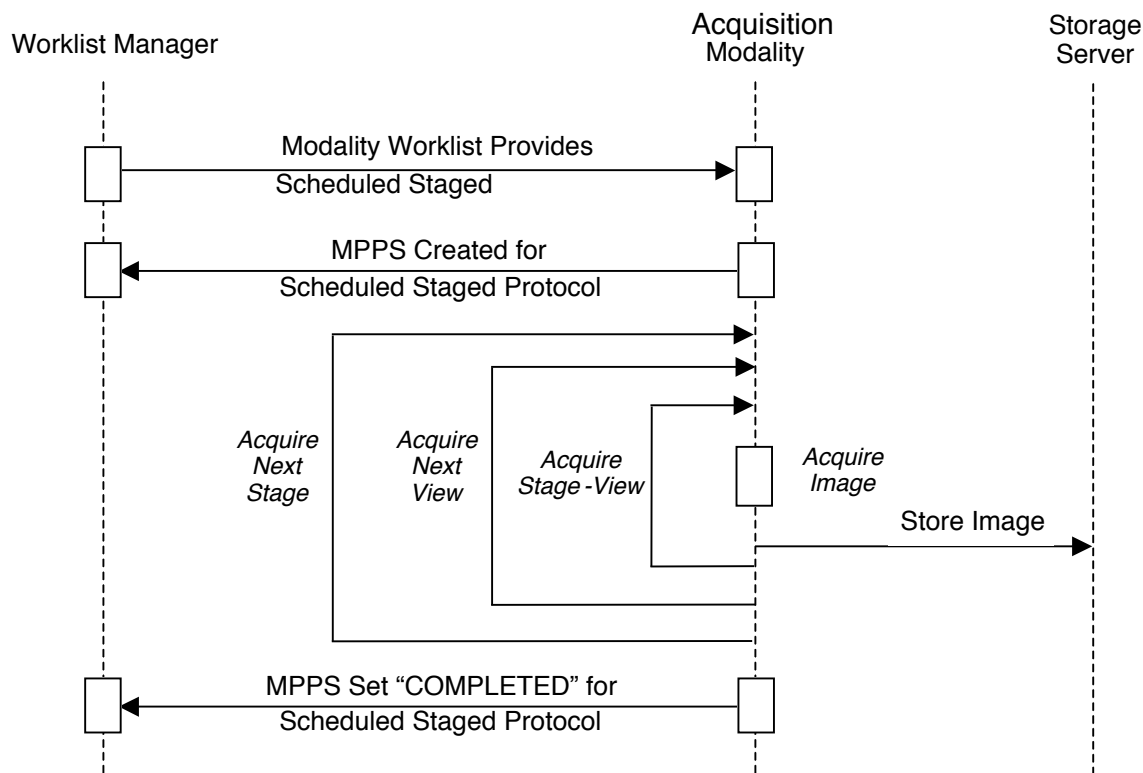 Worklist Manager
Acquisition
Modality
Storage
Server
Modality Worklist Provides
Scheduled Staged
MPPS Created for
Scheduled Staged Protocol
Acquire
Next
Stage
Acquire
Next
View
Acquire
Stage-View
Acquire
Image
Store Image
MPPS Set “COMPLETED” for
Scheduled Staged Protocol